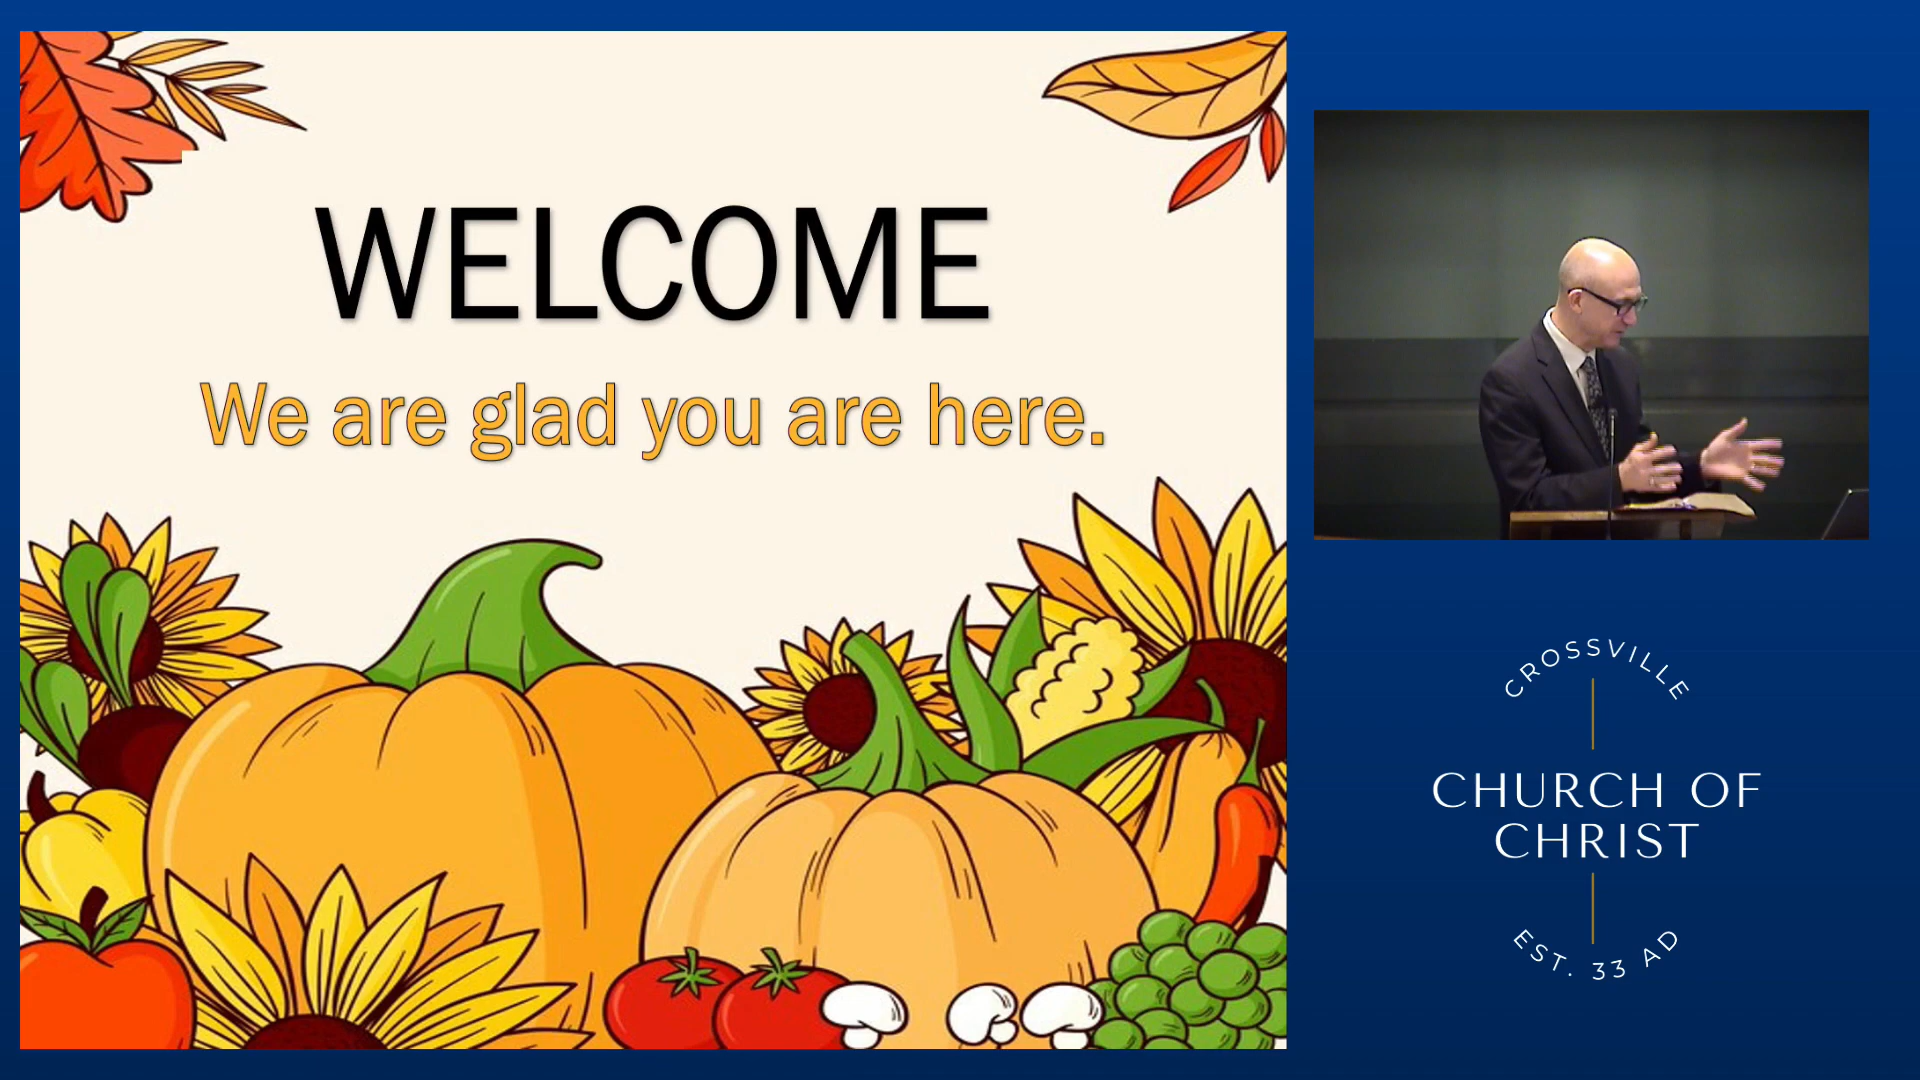 WELCOME
We are glad you are here.
CROSSVILLE
CHURCH OF
CHRIST
EST. 33 AD